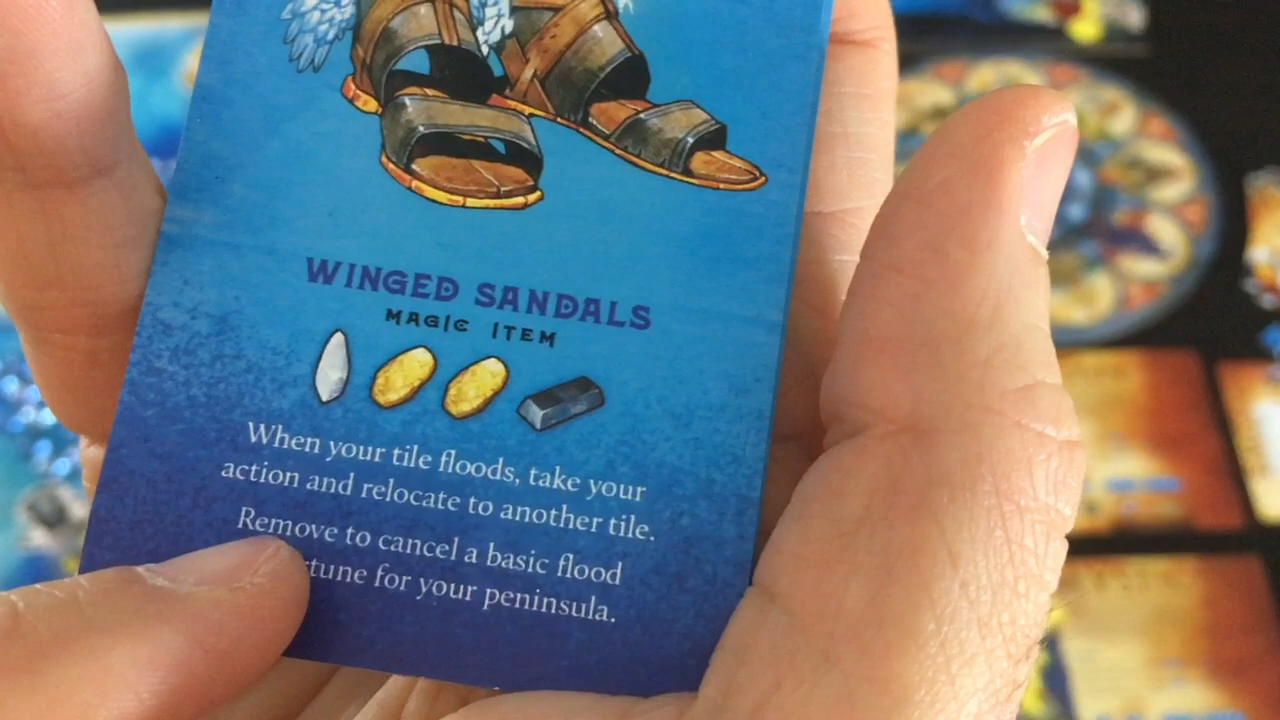 WINGED SANDALS
MAGIC ITEM
When your tile floods, take your
action and relocate to another tile.
Remove to cancel a basic flood
for your peninsula.